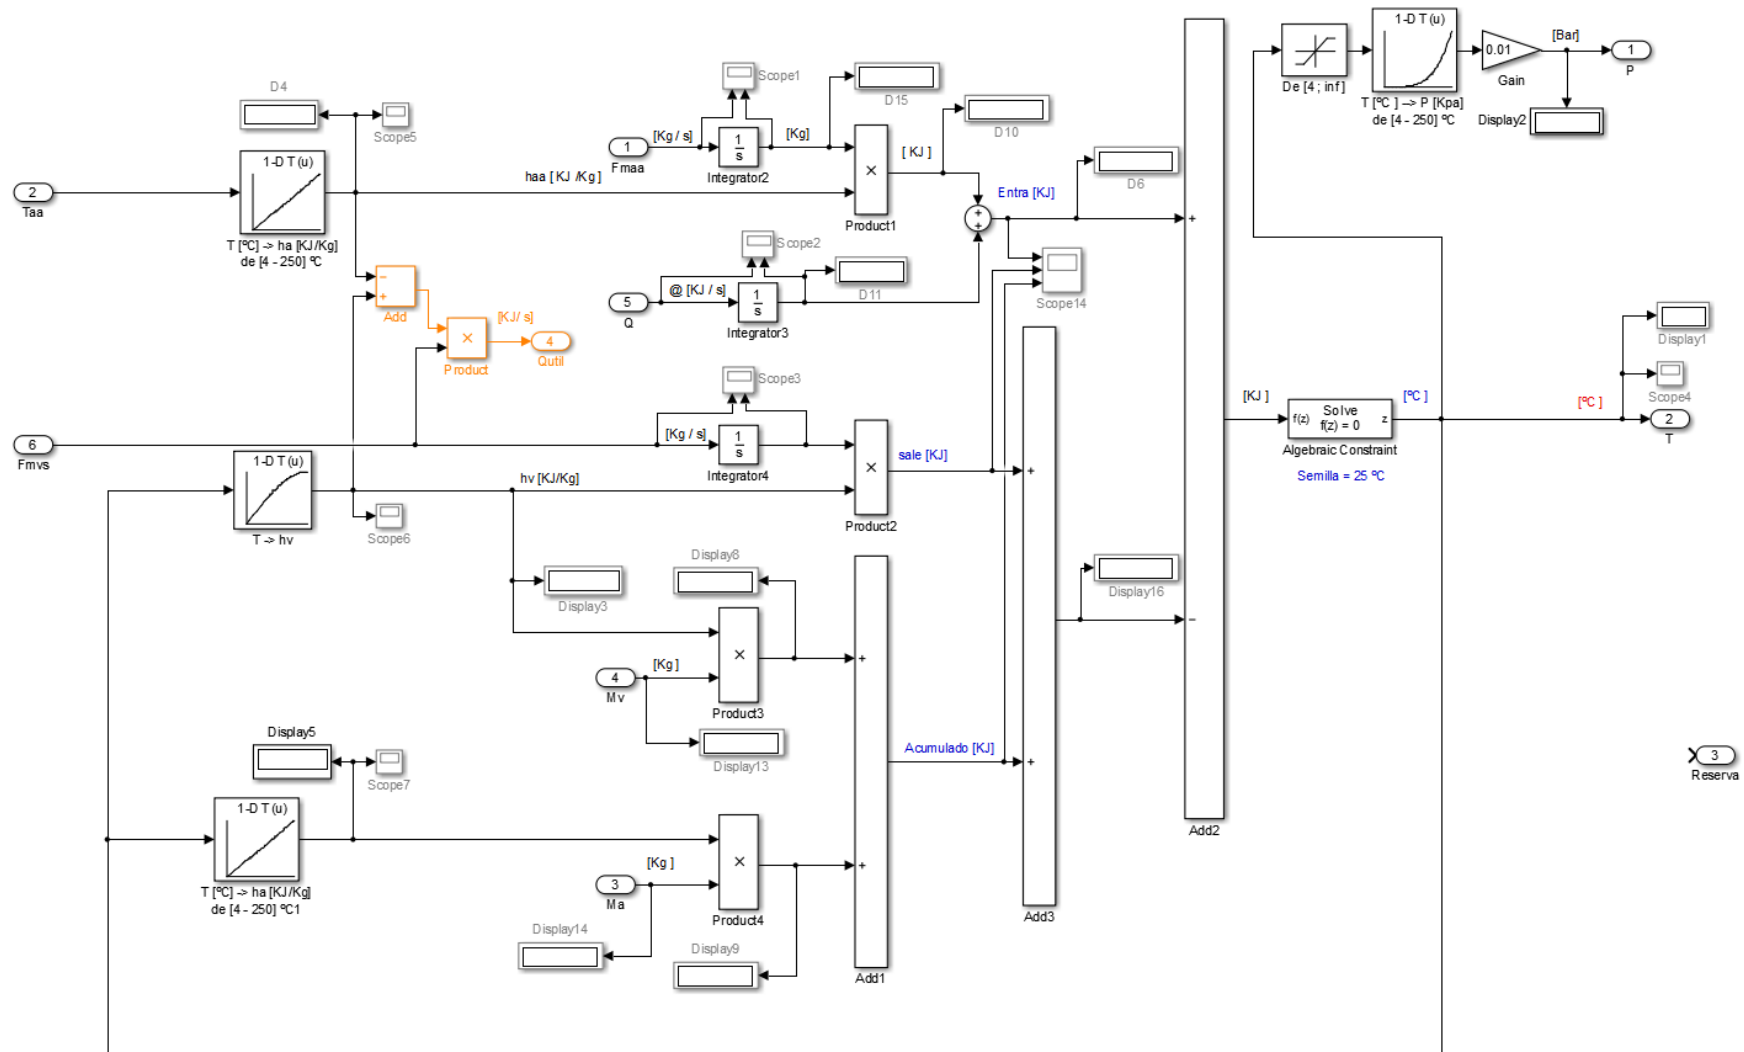 1-D T(u)
[Bar]
0.01
1
P
De [4 ; inf]
Gain
T [ºC ] -> P [Kpa]
de [4 - 250] ºC
Display2
D4
Scope5
Scope1
D15
D10
[Kg / s]
[Kg]
1
Fmaa
1
s
Integrator2
×
[ KJ ]
Product1
1-D T(u)
2
Taa
T [ºC] -> ha [KJ/Kg]
de [4 - 250] ºC
haa [ KJ /Kg ]
Entra [KJ]
D6
+
+
+
Scope2
D11
@ [KJ / s]
5
Q
1
s
Integrator3
Scope14
−
+
Add
[KJ/ s]
×
Product
4
Qutil
Display1
Scope4
Scope3
[Kg / s]
6
Fmvs
1
s
Integrator4
×
Product2
sale [KJ]
+
[KJ ]
f(z)
Solve
f(z) = 0
z
Algebraic Constraint
Semilla = 25 ºC
[ºC ]
[ºC ]
2
T
1-D T(u)
T -> hv
hv [KJ/Kg]
Scope6
Display3
Display8
Display16
−
[Kg ]
4
Mv
×
Product3
+
Display13
Acumulado [KJ]
+
Display5
Scope7
3
Reserva
1-D T(u)
T [ºC] -> ha [KJ/Kg]
de [4 - 250] ºC1
[Kg ]
3
Ma
×
Product4
+
Add2
Add3
Display14
Display9
Add1